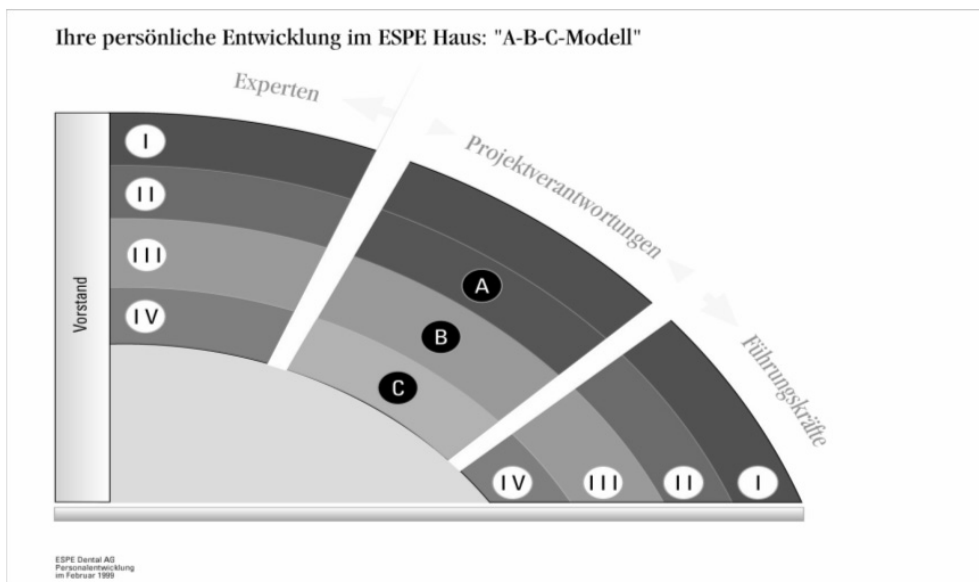 Ihre persönliche Entwicklung im ESPE Haus: "A-B-C-Modell"
Experten
Projektverantwortungen
Führungskräfte
Vorstand
I
II
III
IV
A
B
C
IV
III
II
I
ESPE Dental AG
Personalentwicklung
im Februar 1999